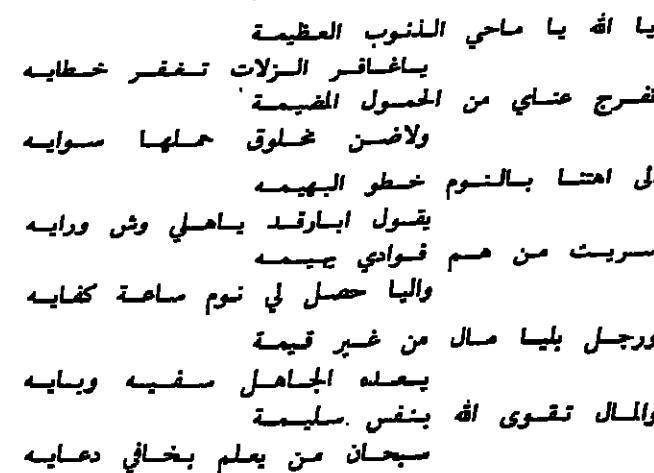 يا الله يا ماحي الذنوب العظيمة
ياغافر الزلات تغفر خطايه
تفرج عناي من الحمول المضيمة
ولاضن مخلوق حملها سوايه
الى اهتنا بالنوم خطو البهيمه
يقول ابارقد ياهلي وش ورايه
سريت من هم فوادي يهيمه
واليا حصل لي نوم ساعة كفايه
ورجل بليا مال من غير قيمة
يعده الجاهل سفيه وبايه
والمال تقوى الله بنفس سليمة
سبحان من يعلم بخافي دعايه